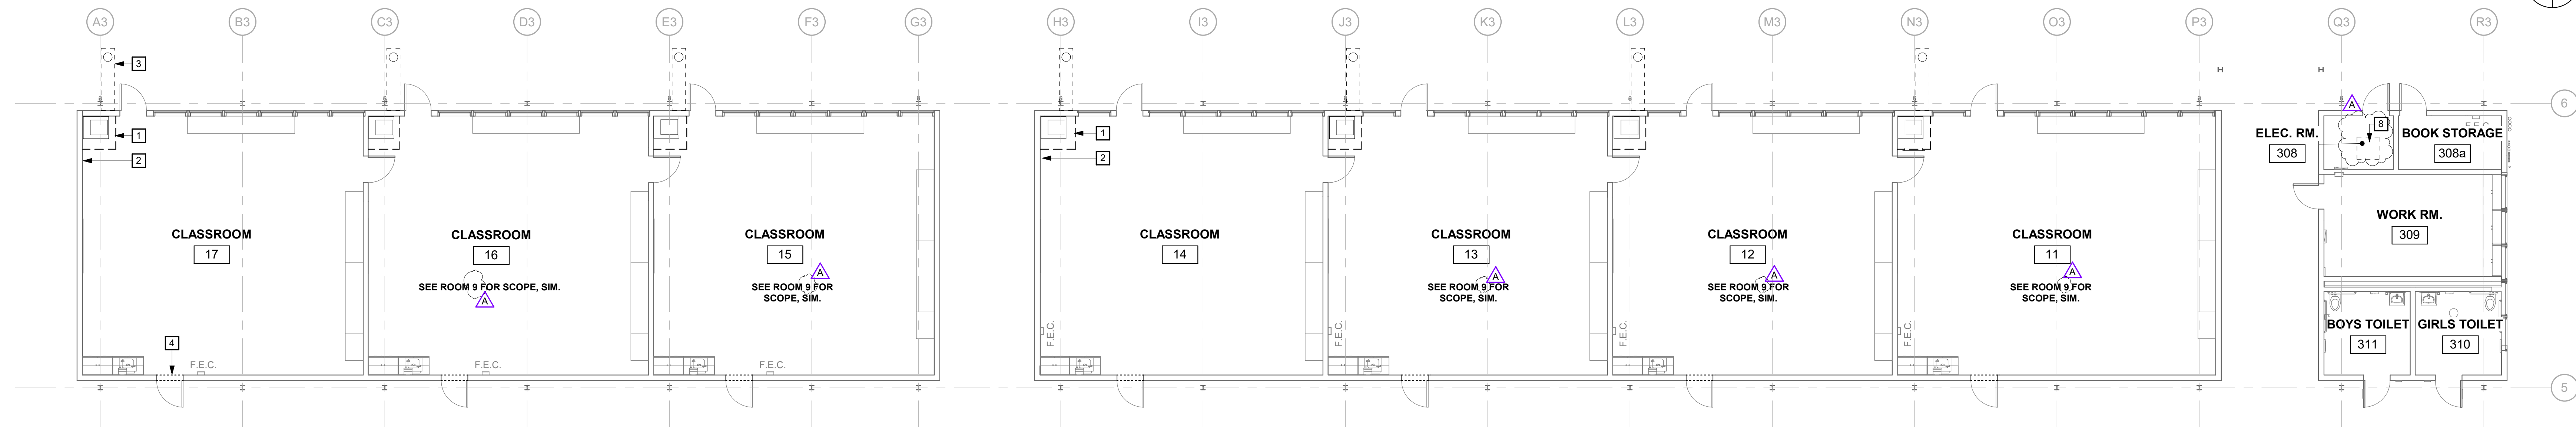 A3 B3 C3 D3 E3 F3 G3 H3 I3 J3 K3 L3 M3 N3 O3 P3 Q3 R3
3
A
6
1
1
8
ELEC. RM.
308
BOOK STORAGE
308a
2
2
WORK RM.
309
CLASSROOM
17
CLASSROOM
16
SEE ROOM 9 FOR SCOPE, SIM.
A
CLASSROOM
15
A
SEE ROOM 9 FOR
SCOPE, SIM.
CLASSROOM
14
CLASSROOM
13
A
SEE ROOM 9 FOR
SCOPE, SIM.
CLASSROOM
12
A
SEE ROOM 9 FOR
SCOPE, SIM.
CLASSROOM
11
A
SEE ROOM 9 FOR
SCOPE, SIM.
BOYS TOILET
311
GIRLS TOILET
310
4
F.E.C.
F.E.C.
F.E.C.
F.E.C.
F.E.C.
F.E.C.
F.E.C.
5